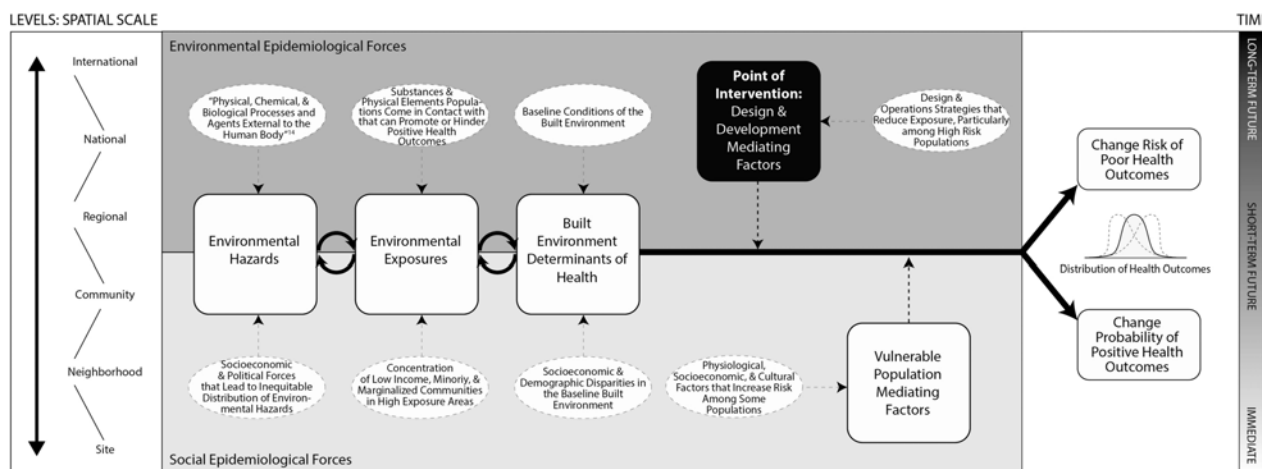 LEVELS: SPATIAL SCALE
TIME
International
National
Regional
Community
Neighborhood
Site
Environmental Epidemiological Forces
"Physical, Chemical, &
Biological Processes and
Agents External to the
Human Body"14
Substances &
Physical Elements Popula-
tions Come in Contact with
that can Promote or Hinder
Positive Health
Outcomes
Baseline Conditions of the
Built Environment
Point of
Intervention:
Design &
Development
Mediating
Factors
Design &
Operations Strategies that
Reduce Exposure, Particularly
among High Risk
Populations
Environmental
Hazards
Environmental
Exposures
Built
Environment
Determinants of
Health
Socioeconomic
& Political Forces
that Lead to Inequitable
Distribution of Environ-
mental Hazards
Concentration
of Low Income, Minoriy, &
Marginalized Communities
in High Exposure Areas
Socioeconomic &
Demographic Disparities in
the Baseline Built
Environment
Physiological,
Socioeconomic, & Cultural
Factors that Increase Risk
Among Some
Populations
Vulnerable
Population
Mediating
Factors
Social Epidemiological Forces
Change Risk of
Poor Health
Outcomes
Distribution of Health Outcomes
Change
Probability of
Positive Health
Outcomes
LONG-TERM FUTURE
SHORT-TERM FUTURE
IMMEDIATE